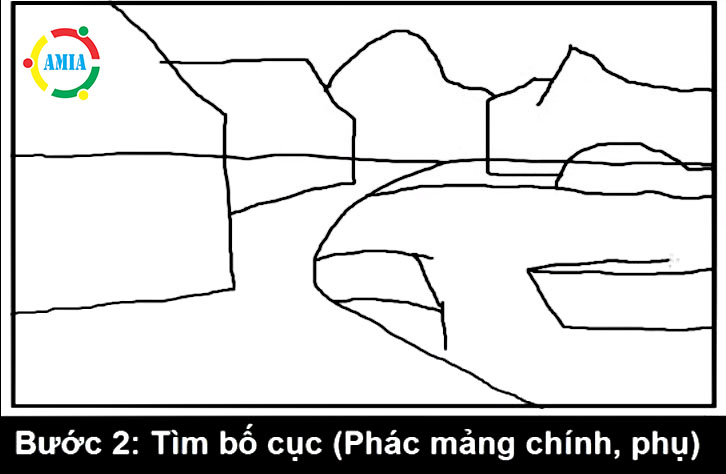 AMIA
Bước 2: Tìm bố cục (Phác mảng chính, phụ)